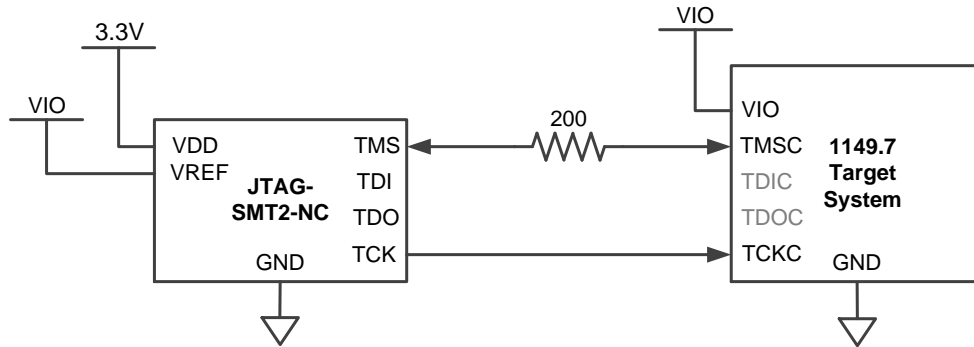 3.3V
VIO
VDD
VREF
JTAG-
SMT2-NC
GND
TMS
TDI
TDO
TCK
200
VIO
VIO
TMSC
TDIC
TDOC
TCKC
1149.7
Target
System
GND